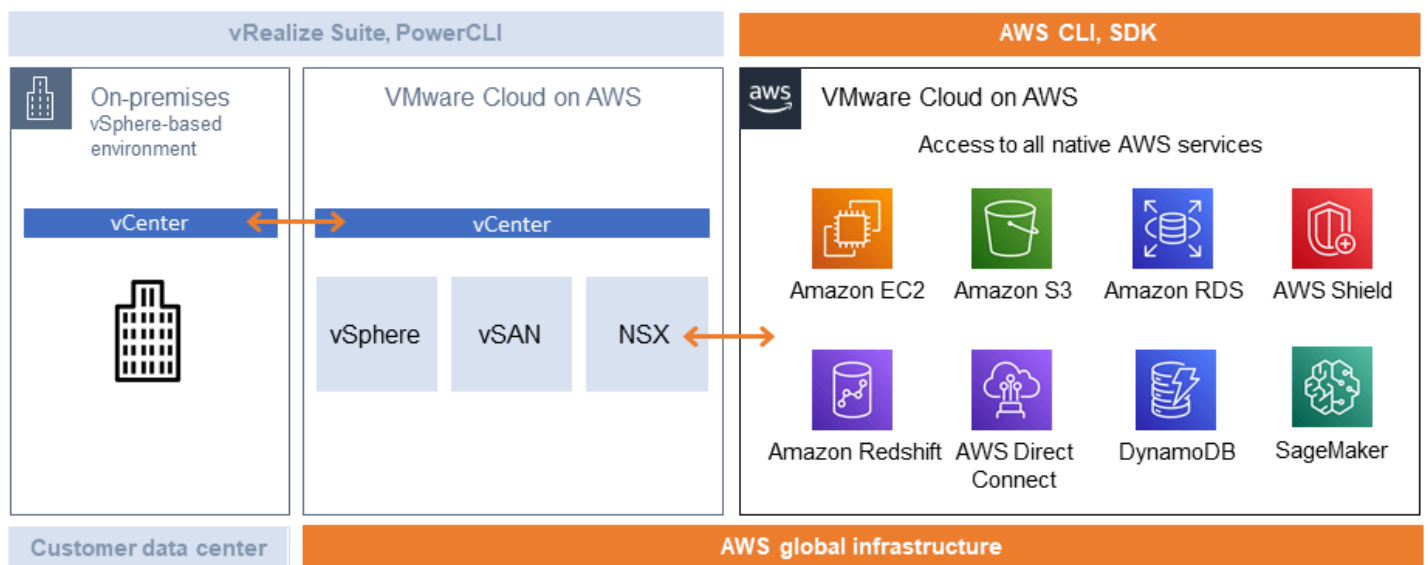 vRealize Suite, PowerCLI
AWS CLI, SDK
On-premises
vSphere-based
environment
VMware Cloud on AWS
aws
VMware Cloud on AWS
Access to all native AWS services
vCenter
vCenter
vSphere
vSAN
NSX
Amazon EC2
Amazon S3
Amazon RDS
AWS Shield
Amazon Redshift
AWS Direct
Connect
DynamoDB
SageMaker
Customer data center
AWS global infrastructure